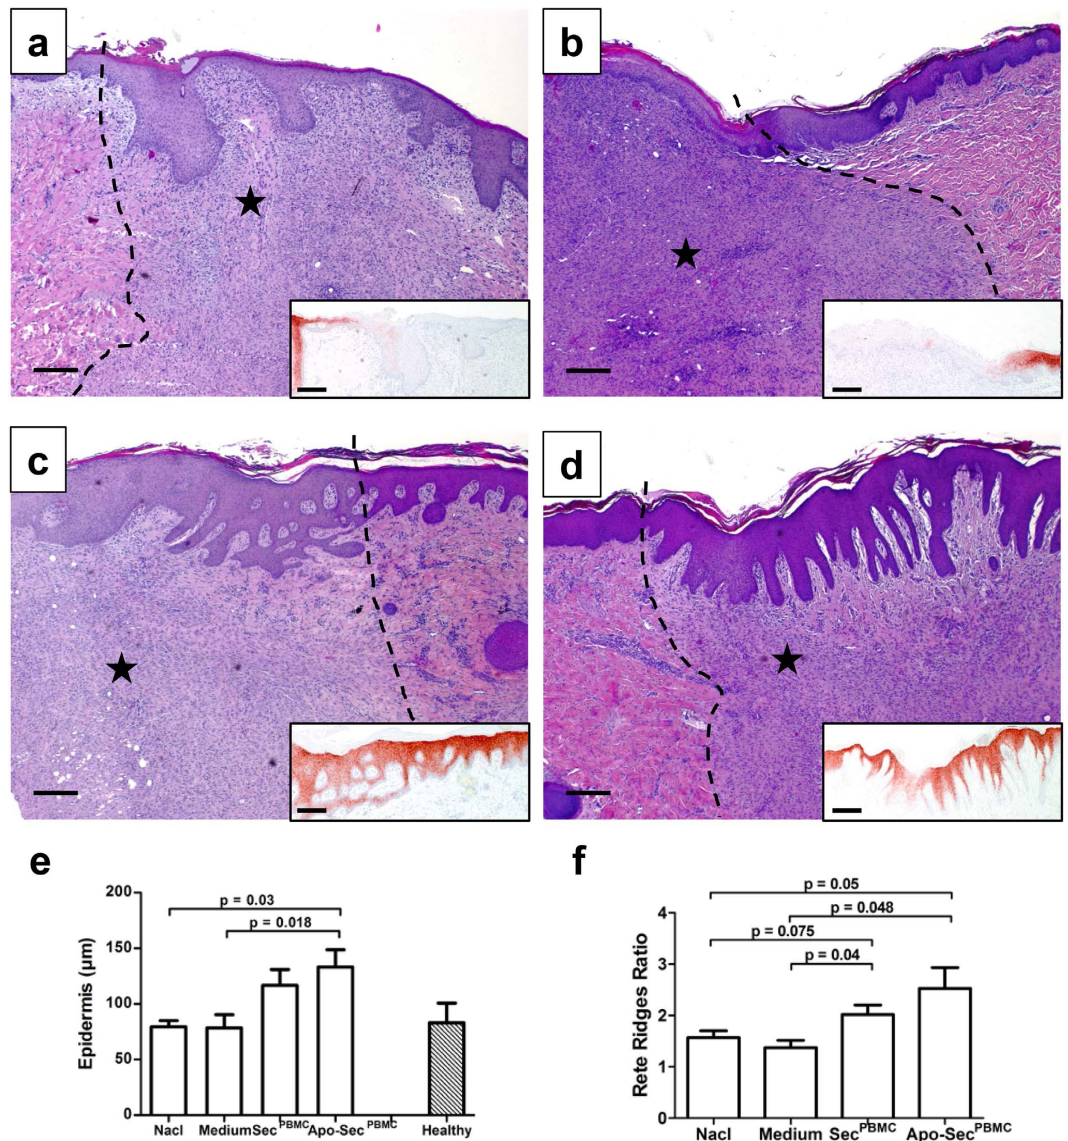 a
b
c
d
e
f
200
150
100
50
0
Epidermis (µm)
p = 0.03
p = 0.018
Nacl Medium Sec PBMC Apo-Sec PBMC Healthy
4
3
2
1
0
Rete Ridges Ratio
p = 0.05
p = 0.048
p = 0.075
p = 0.04
Nacl Medium Sec PBMC Apo-Sec PBMC